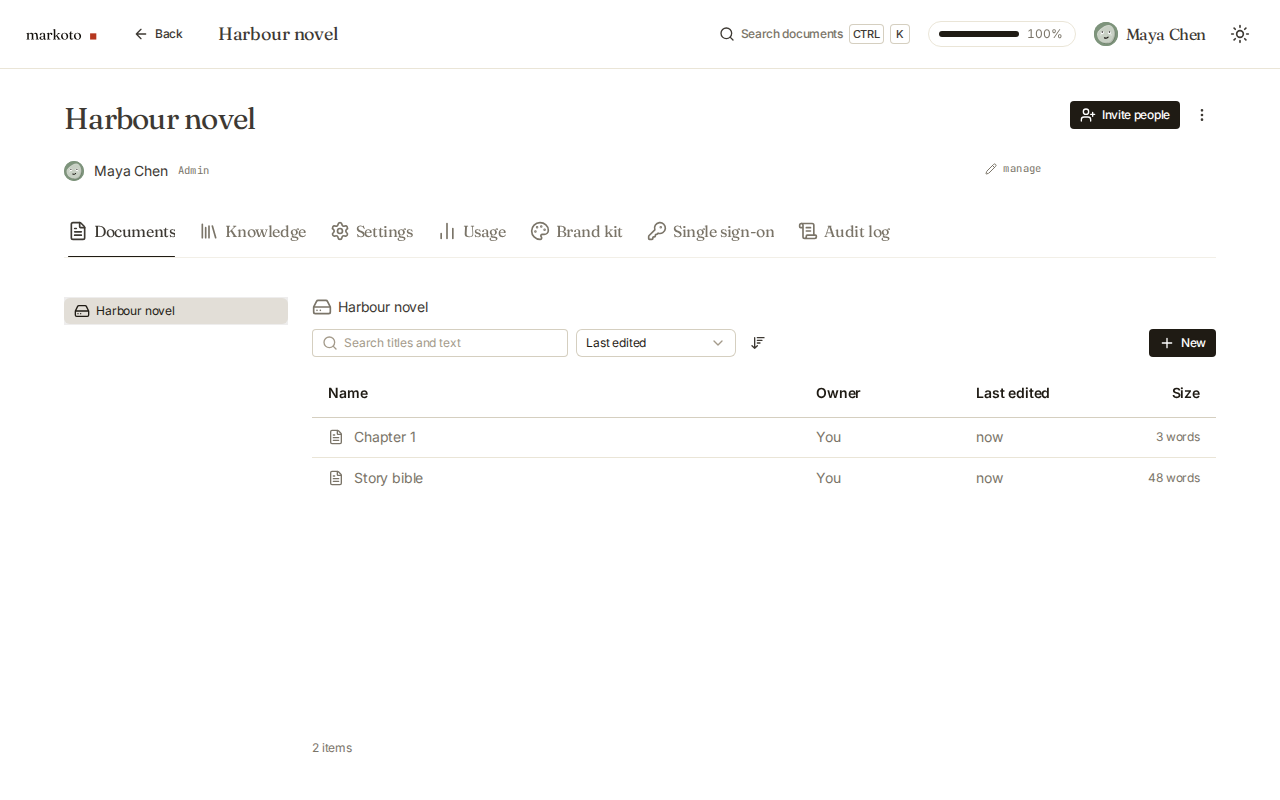 markoto
Back
Harbour novel
Search documents CTRL K
100%
Maya Chen
Harbour novel
Invite people
Maya Chen Admin
manage
Documents Knowledge Settings Usage Brand kit Single sign-on Audit log
Harbour novel
Harbour novel
Search titles and text
Last edited
New
Name Owner Last edited Size
Chapter 1 You now 3 words
Story bible You now 48 words
2 items